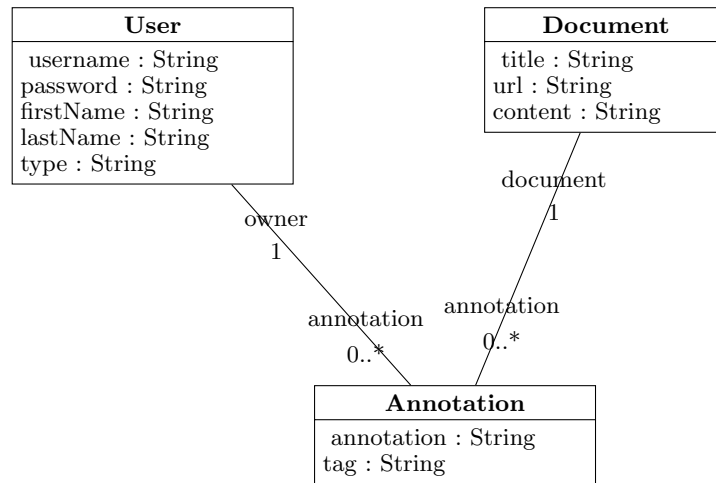 User
username : String
password : String
firstName : String
lastName : String
type : String
Document
title : String
url : String
content : String
owner
1
document
1
annotation
0..*
annotation
0..*
Annotation
annotation : String
tag : String